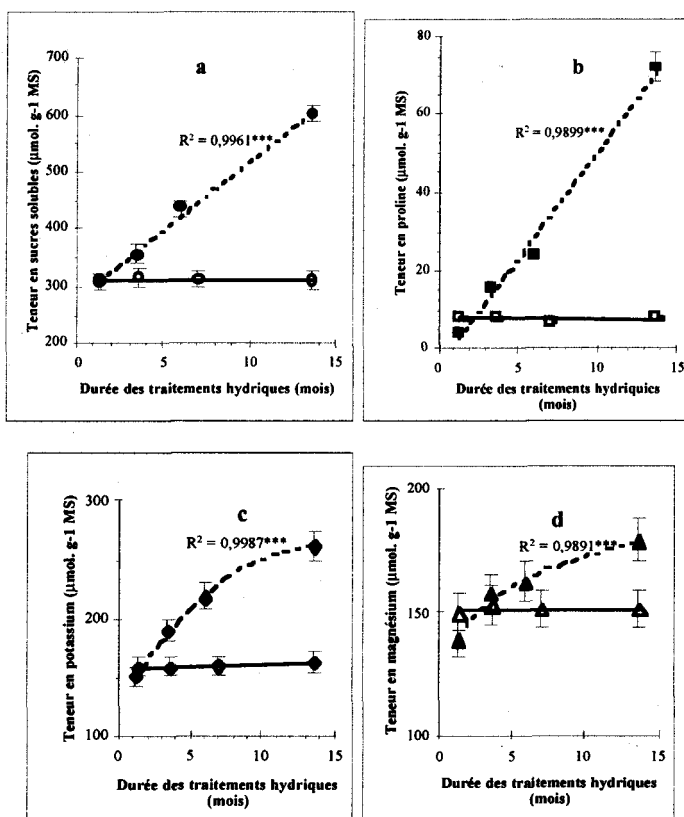 a
700
600
500
400
300
200
Teneur en sucres solubles (µmol. g-1 MS)
R² = 0,9961***
0 5 10 15
Durée des traitements hydriques (mois)
b
80
60
40
20
0
Teneur en proline (µmol. g-1 MS)
R² = 0,9899***
0 5 10 15
Durée des traitements hydriquics
(mois)
c
300
200
100
Teneur en potassium (µmol. g-1 MS)
R² = 0,9987***
0 5 10 15
Durée des traitements hydriques
(mois)
d
200
150
100
Teneur en magnésium (µmol. g-1 MS)
R² = 0,9891***
0 5 10 15
Durée des traitements hydriques
(mois)